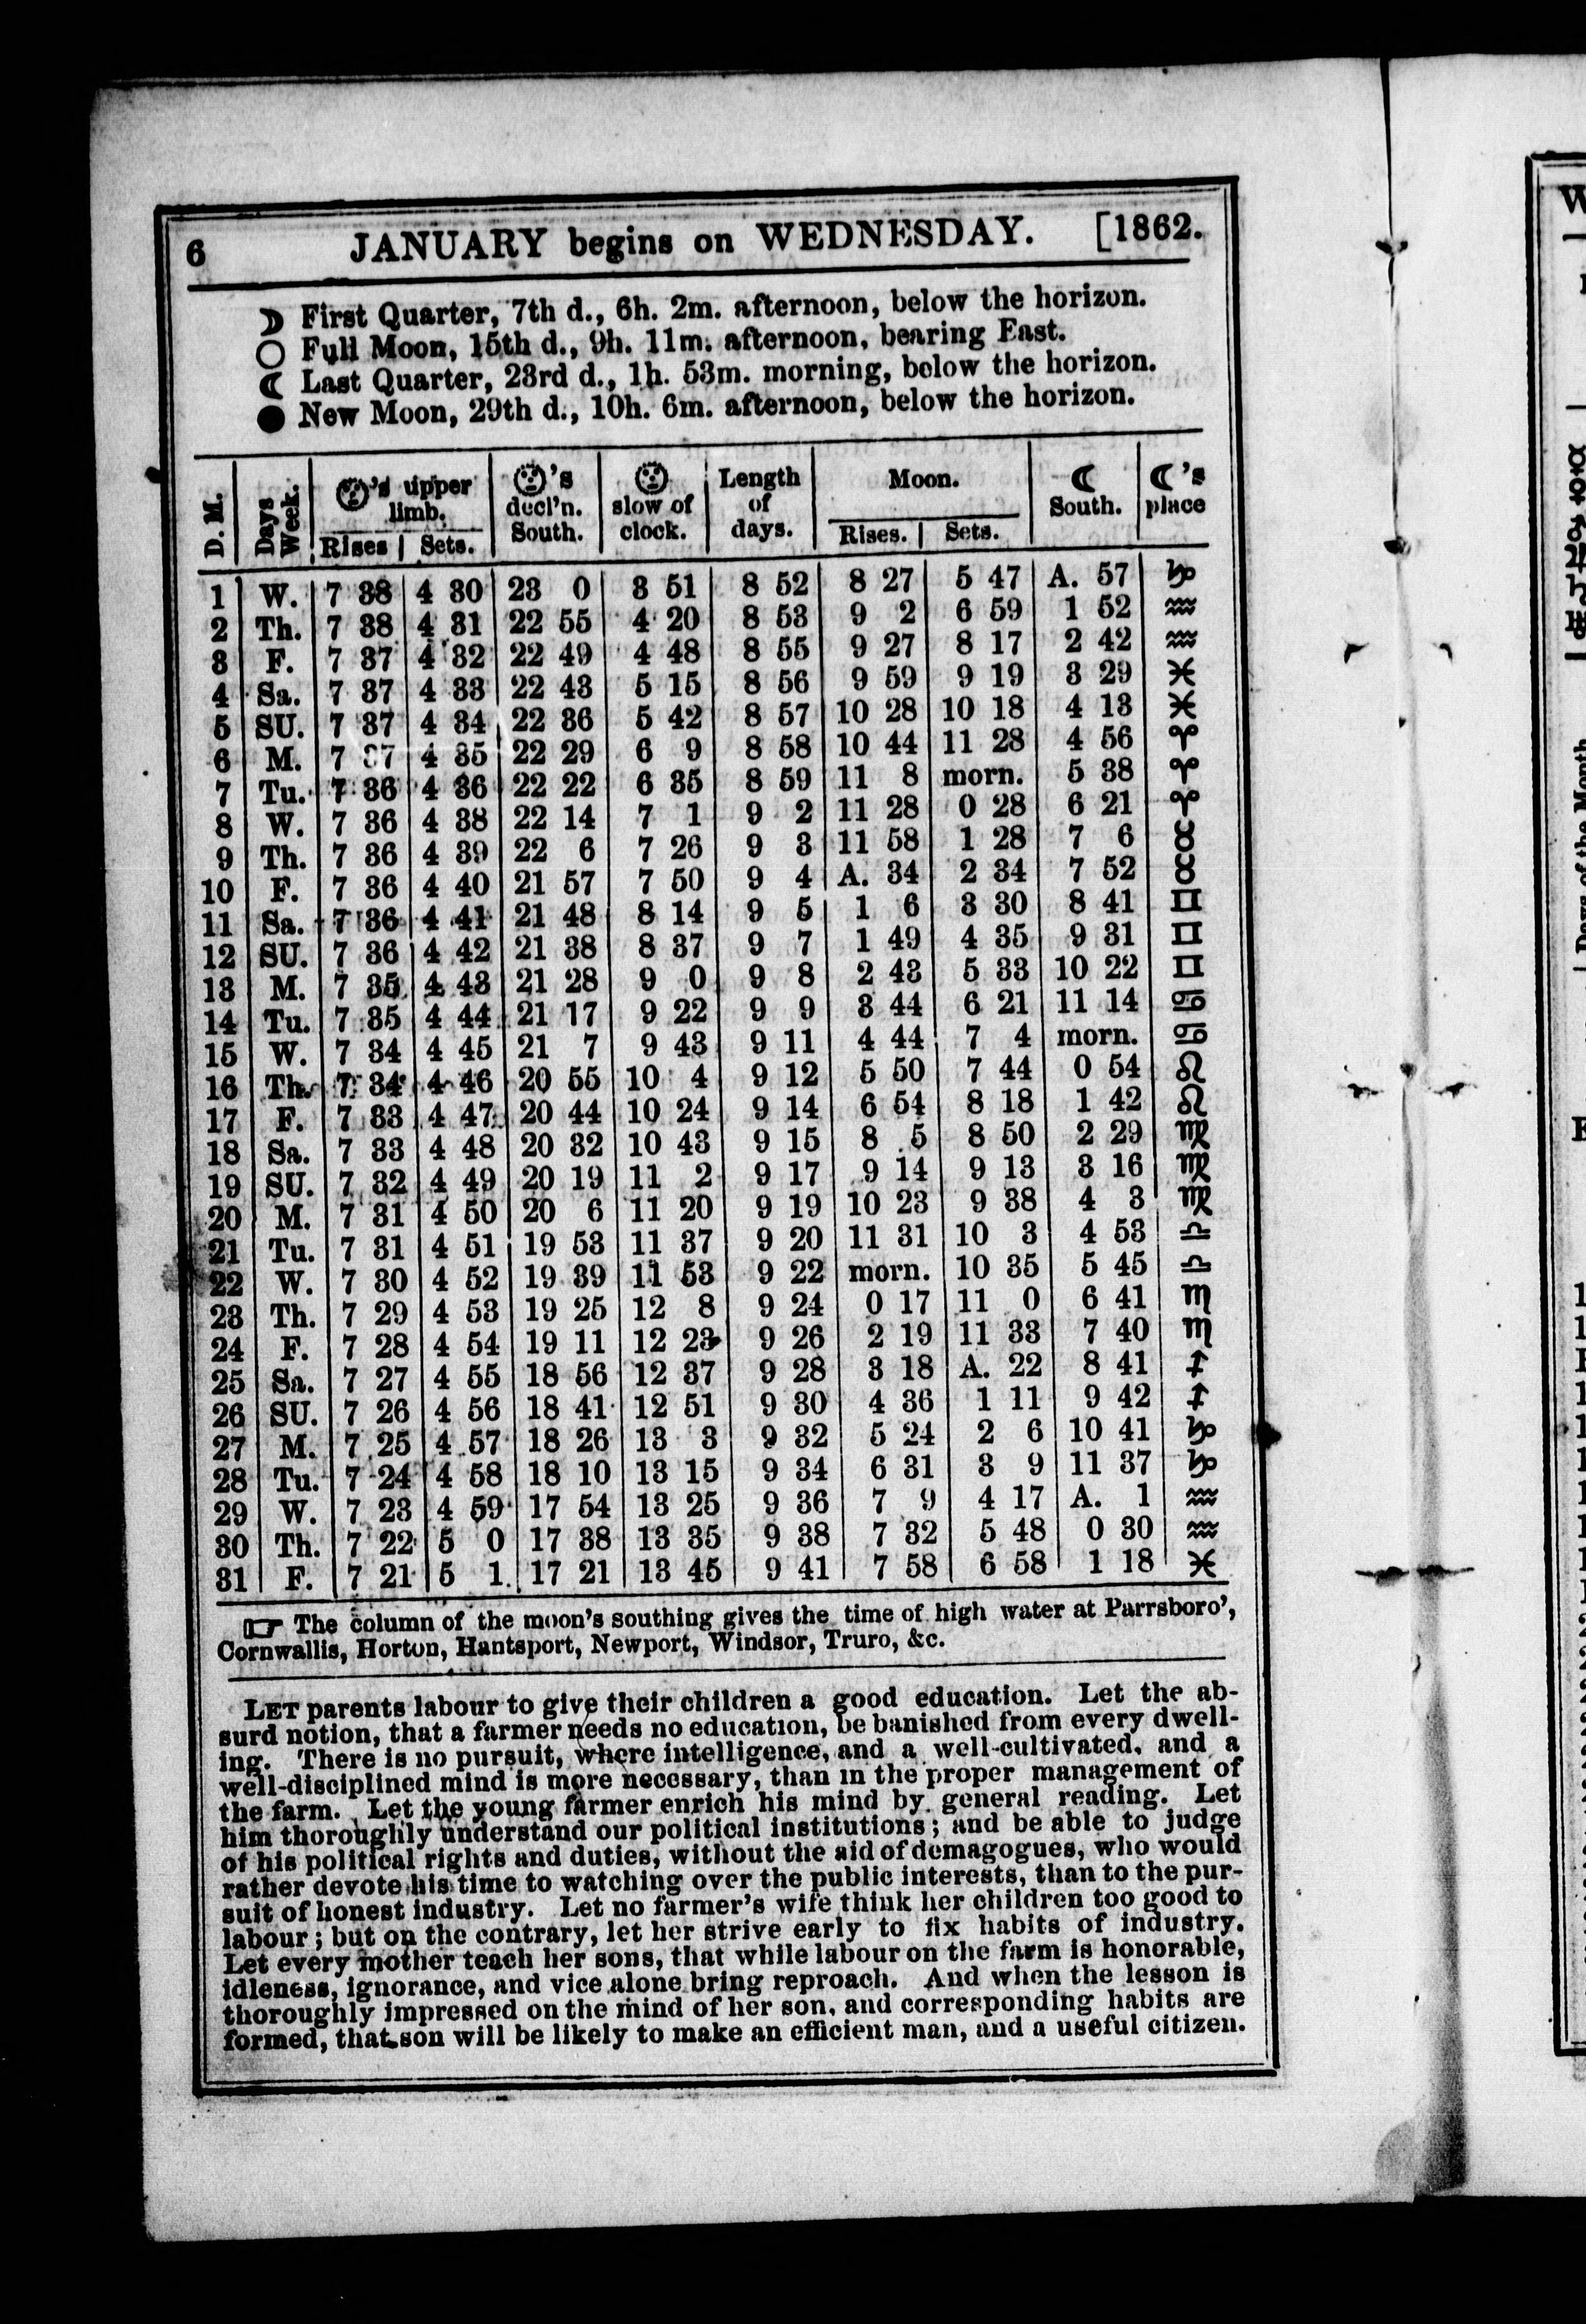 6 JANUARY begins on WEDNESDAY. [1862.
☽ First Quarter, 7th d., 6h. 2m. afternoon, below the horizon.
○ Full Moon, 15th d., 9h. 11m. afternoon, bearing East.
☾ Last Quarter, 23rd d., 1h. 53m. morning, below the horizon.
● New Moon, 29th d., 10h. 6m. afternoon, below the horizon.
D. M. Days Week. ☉'s upper limb. Rises Sets. ☉'s decl'n. South. ☉ slow of clock. Length of days. Moon. Rises. Sets. ☾ South. ☾'s place
1 W. 7 38 4 30 23 0 3 51 8 52 8 27 5 47 A. 57 ♑
2 Th. 7 38 4 31 22 55 4 20 8 53 9 2 6 59 1 52 ♒
3 F. 7 37 4 32 22 49 4 48 8 55 9 27 8 17 2 42 ♒
4 Sa. 7 37 4 33 22 43 5 15 8 56 9 59 9 19 3 29 ♓
5 SU. 7 37 4 34 22 36 5 42 8 57 10 28 10 18 4 13 ♓
6 M. 7 37 4 35 22 29 6 9 8 58 10 44 11 28 4 56 ♈
7 Tu. 7 36 4 36 22 22 6 35 8 59 11 8 morn. 5 38 ♈
8 W. 7 36 4 38 22 14 7 1 9 2 11 28 0 28 6 21 ♈
9 Th. 7 36 4 39 22 6 7 26 9 3 11 58 1 28 7 6 ♉
10 F. 7 36 4 40 21 57 7 50 9 4 A. 34 2 34 7 52 ♉
11 Sa. 7 36 4 41 21 48 8 14 9 5 1 6 3 30 8 41 ♊
12 SU. 7 36 4 42 21 38 8 37 9 7 1 49 4 35 9 31 ♊
13 M. 7 35 4 43 21 28 9 0 9 8 2 43 5 33 10 22 ♊
14 Tu. 7 35 4 44 21 17 9 22 9 9 3 44 6 21 11 14 ♋
15 W. 7 34 4 45 21 7 9 43 9 11 4 44 7 4 morn. ♋
16 Th. 7 34 4 46 20 55 10 4 9 12 5 50 7 44 0 54 ♌
17 F. 7 33 4 47 20 44 10 24 9 14 6 54 8 18 1 42 ♌
18 Sa. 7 33 4 48 20 32 10 43 9 15 8 5 8 50 2 29 ♍
19 SU. 7 32 4 49 20 19 11 2 9 17 9 14 9 13 3 16 ♍
20 M. 7 31 4 50 20 6 11 20 9 19 10 23 9 38 4 3 ♍
21 Tu. 7 31 4 51 19 53 11 37 9 20 11 31 10 3 4 53 ♎
22 W. 7 30 4 52 19 39 11 53 9 22 morn. 10 35 5 45 ♎
23 Th. 7 29 4 53 19 25 12 8 9 24 0 17 11 0 6 41 ♏
24 F. 7 28 4 54 19 11 12 23 9 26 2 19 11 33 7 40 ♏
25 Sa. 7 27 4 55 18 56 12 37 9 28 3 18 A. 22 8 41 ♐
26 SU. 7 26 4 56 18 41 12 51 9 30 4 36 1 11 9 42 ♐
27 M. 7 25 4 57 18 26 13 3 9 32 5 24 2 6 10 41 ♑
28 Tu. 7 24 4 58 18 10 13 15 9 34 6 31 3 9 11 37 ♑
29 W. 7 23 4 59 17 54 13 25 9 36 7 9 4 17 A. 1 ♒
30 Th. 7 22 5 0 17 38 13 35 9 38 7 32 5 48 0 30 ♒
31 F. 7 21 5 1 17 21 13 45 9 41 7 58 6 58 1 18 ♓
☞ The column of the moon's southing gives the time of high water at Parrsboro',
Cornwallis, Horton, Hantsport, Newport, Windsor, Truro, &c.
LET parents labour to give their children a good education. Let the ab-
surd notion, that a farmer needs no education, be banished from every dwell-
ing. There is no pursuit, where intelligence, and a well-cultivated, and a
well-disciplined mind is more necessary, than in the proper management of
the farm. Let the young farmer enrich his mind by general reading. Let
him thoroughly understand our political institutions; and be able to judge
of his political rights and duties, without the aid of demagogues, who would
rather devote his time to watching over the public interests, than to the pur-
suit of honest industry. Let no farmer's wife think her children too good to
labour; but on the contrary, let her strive early to fix habits of industry.
Let every mother teach her sons, that while labour on the farm is honorable,
idleness, ignorance, and vice alone bring reproach. And when the lesson is
thoroughly impressed on the mind of her son, and corresponding habits are
formed, that son will be likely to make an efficient man, and a useful citizen.